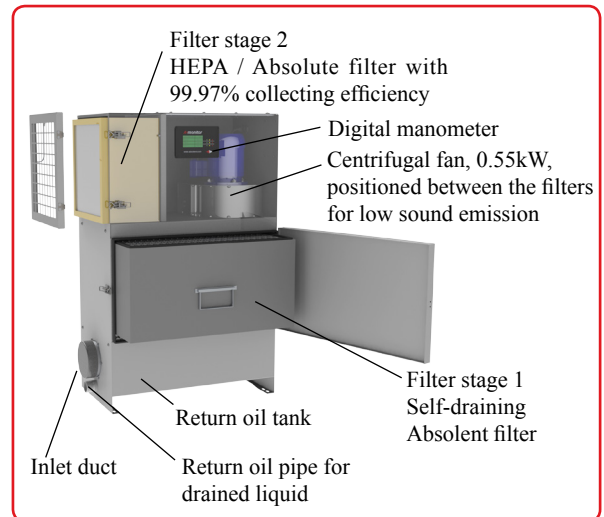 Filter stage 2
HEPA / Absolute filter with
99.97% collecting efficiency
Digital manometer
Centrifugal fan, 0.55kW,
positioned between the filters
for low sound emission
Filter stage 1
Self-draining
Absolent filter
Return oil tank
Inlet duct
Return oil pipe for
drained liquid